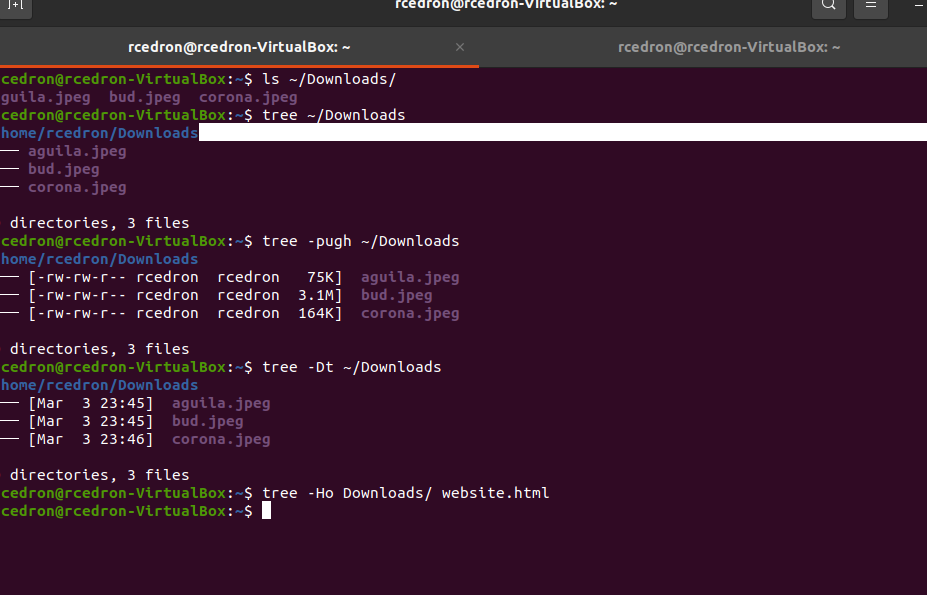 rcedron@rcedron-VirtualBox: ~
rcedron@rcedron-VirtualBox: ~ × rcedron@rcedron-VirtualBox: ~
cedron@rcedron-VirtualBox:~$ ls ~/Downloads/
guila.jpeg bud.jpeg corona.jpeg
cedron@rcedron-VirtualBox:~$ tree ~/Downloads
home/rcedron/Downloads
── aguila.jpeg
── bud.jpeg
── corona.jpeg
directories, 3 files
cedron@rcedron-VirtualBox:~$ tree -pugh ~/Downloads
home/rcedron/Downloads
── [-rw-rw-r-- rcedron rcedron 75K] aguila.jpeg
── [-rw-rw-r-- rcedron rcedron 3.1M] bud.jpeg
── [-rw-rw-r-- rcedron rcedron 164K] corona.jpeg
directories, 3 files
cedron@rcedron-VirtualBox:~$ tree -Dt ~/Downloads
home/rcedron/Downloads
── [Mar 3 23:45] aguila.jpeg
── [Mar 3 23:45] bud.jpeg
── [Mar 3 23:46] corona.jpeg
directories, 3 files
cedron@rcedron-VirtualBox:~$ tree -Ho Downloads/ website.html
cedron@rcedron-VirtualBox:~$